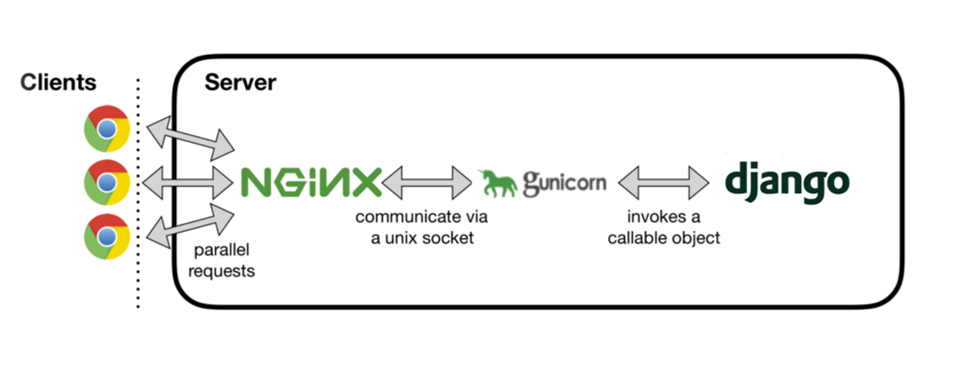 Clients
Server
NGINX
gunicorn
django
communicate via
a unix socket
invokes a
callable object
parallel
requests